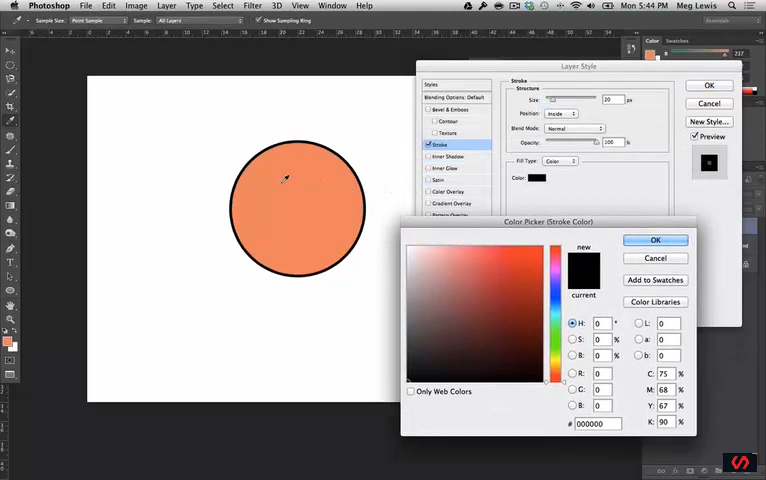 Photoshop File Edit Image Layer Type Select Filter 3D View Window Help Mon 5:44 PM Meg Lewis
Sample Size: Point Sample Sample: All Layers Show Sampling Ring Essentials
Color Swatches
R 217
Layer Style
Styles
Blending Options: Default
Bevel & Emboss
Contour
Texture
Stroke
Inner Shadow
Inner Glow
Satin
Color Overlay
Gradient Overlay
Pattern Overlay
Stroke
Structure
Size: 20 px
Position: Inside
Blend Mode: Normal
Opacity: 100 %
Fill Type: Color
Color:
OK
Cancel
New Style...
Preview
Color Picker (Stroke Color)
new
current
OK
Cancel
Add to Swatches
Color Libraries
H: 0 °
S: 0 %
B: 0 %
R: 0
G: 0
B: 0
# 000000
L: 0
a: 0
b: 0
C: 75 %
M: 68 %
Y: 67 %
K: 90 %
Only Web Colors